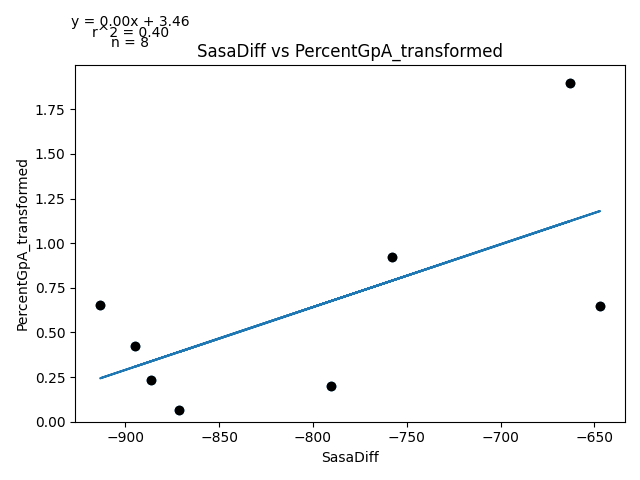 y = 0.00x + 3.46
r^2 = 0.40
n = 8
SasaDiff vs PercentGpA_transformed
PercentGpA_transformed
1.75
1.50
1.25
1.00
0.75
0.50
0.25
0.00
−900
−850
−800
−750
−700
−650
SasaDiff